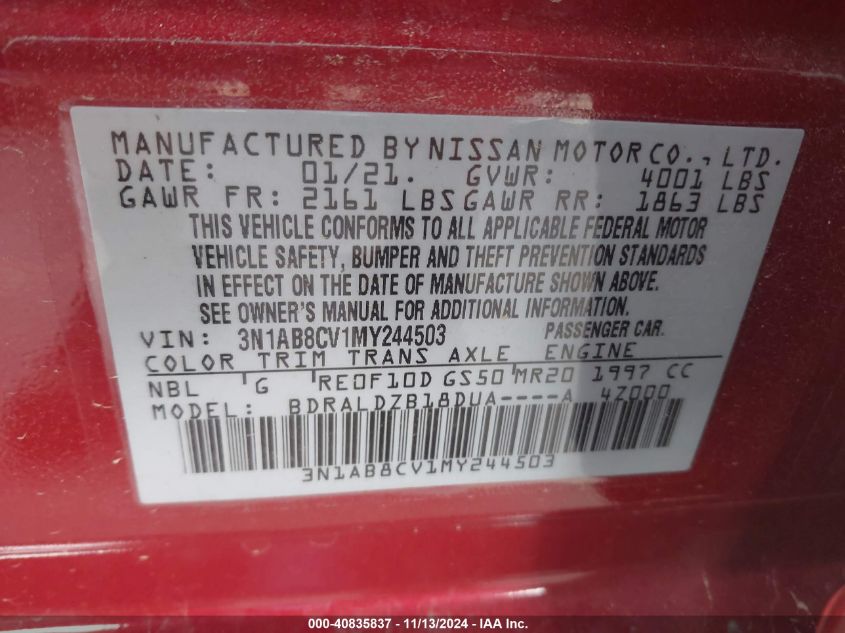 MANUFACTURED BY NISSAN MOTOR CO., LTD.
DATE: 01/21. GVWR: 4001 LBS
GAWR FR: 2161 LBS GAWR RR: 1863 LBS
THIS VEHICLE CONFORMS TO ALL APPLICABLE FEDERAL MOTOR
VEHICLE SAFETY, BUMPER AND THEFT PREVENTION STANDARDS
IN EFFECT ON THE DATE OF MANUFACTURE SHOWN ABOVE.
SEE OWNER'S MANUAL FOR ADDITIONAL INFORMATION.
VIN: 3N1AB8CV1MY244503 PASSENGER CAR.
COLOR TRIM TRANS AXLE ENGINE
NBL G RE0F10D GS50 MR20 1997 CC
MODEL: BDRALDZB18DUA----A 4Z000
3N1AB8CV1MY244503
000-40835837 - 11/13/2024 - IAA Inc.